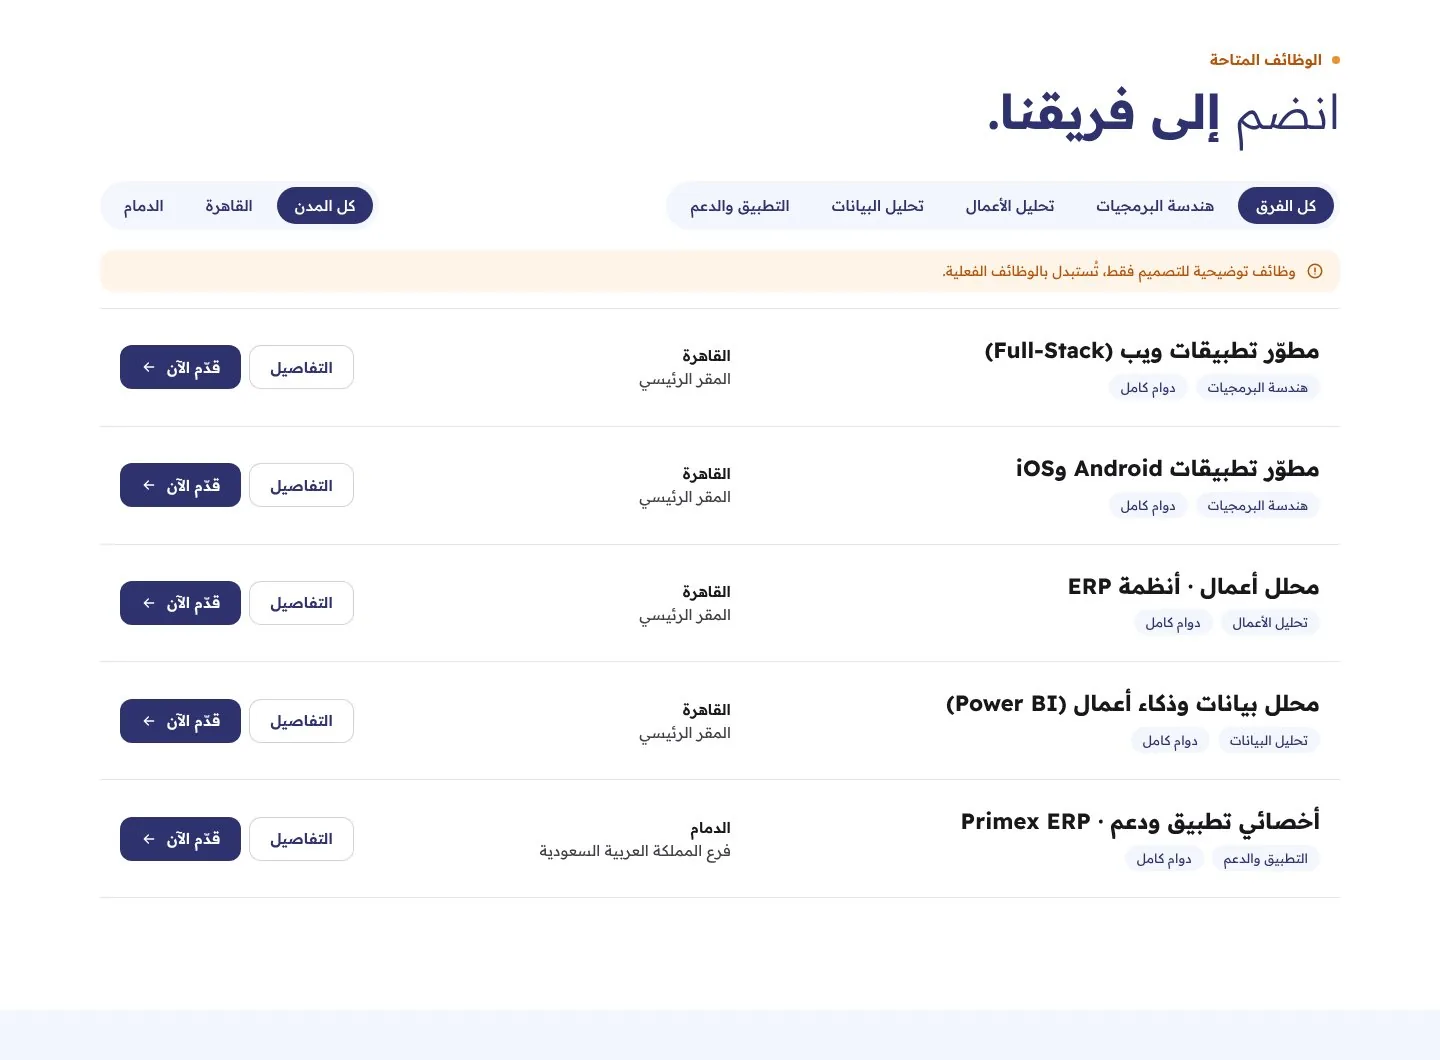 الوظائف المتاحة
انضم إلى فريقنا.
كل الفرق هندسة البرمجيات تحليل الأعمال تحليل البيانات التطبيق والدعم
كل المدن القاهرة الدمام
وظائف توضيحية للتصميم فقط، تُستبدل بالوظائف الفعلية.
مطوّر تطبيقات ويب (Full-Stack)
هندسة البرمجيات دوام كامل
القاهرة
المقر الرئيسي
التفاصيل
قدّم الآن ←
مطوّر تطبيقات Android وiOS
هندسة البرمجيات دوام كامل
القاهرة
المقر الرئيسي
التفاصيل
قدّم الآن ←
محلل أعمال · أنظمة ERP
تحليل الأعمال دوام كامل
القاهرة
المقر الرئيسي
التفاصيل
قدّم الآن ←
محلل بيانات وذكاء أعمال (Power BI)
تحليل البيانات دوام كامل
القاهرة
المقر الرئيسي
التفاصيل
قدّم الآن ←
أخصائي تطبيق ودعم · Primex ERP
التطبيق والدعم دوام كامل
الدمام
فرع المملكة العربية السعودية
التفاصيل
قدّم الآن ←